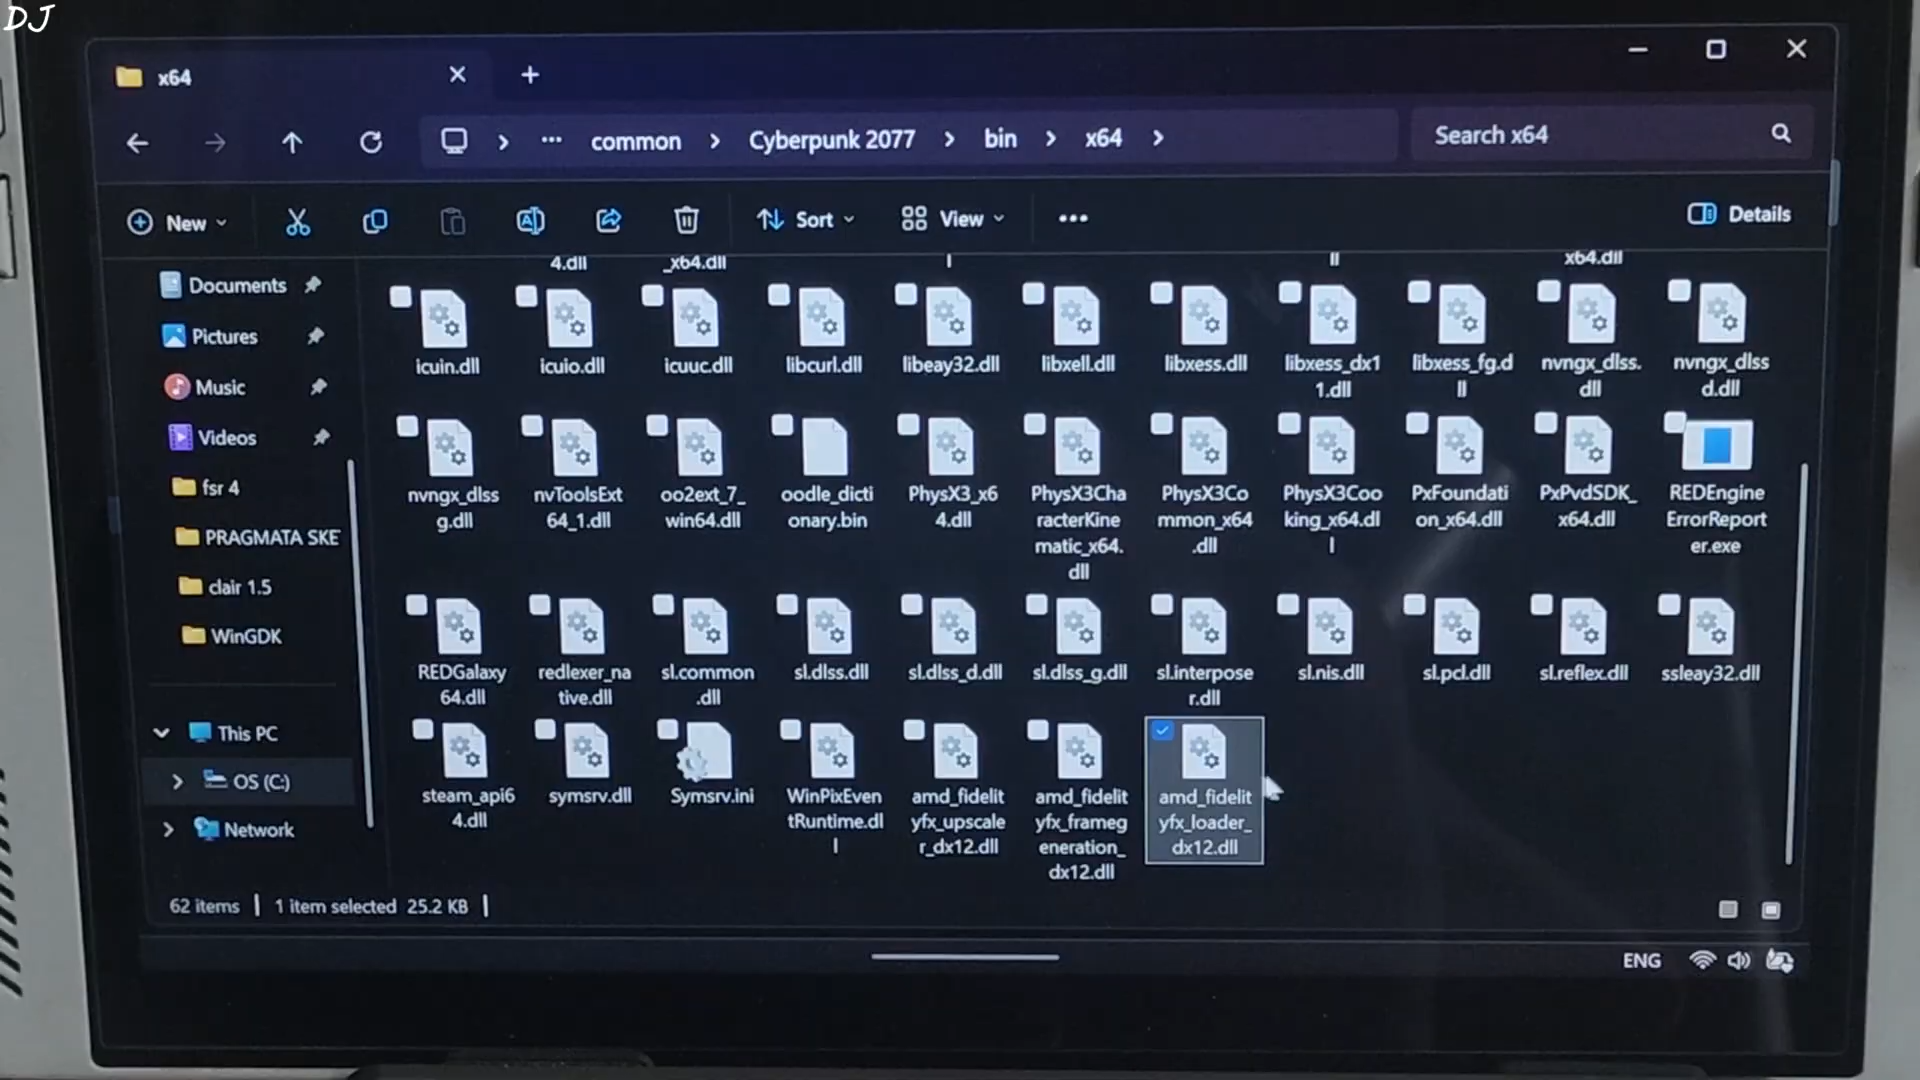 DJ
x64
common > Cyberpunk 2077 > bin > x64 >
Search x64
New
Sort
View
Details
Documents
Pictures
Music
Videos
fsr 4
PRAGMATA SKE
clair 1.5
WinGDK
This PC
OS (C:)
Network
4.dll
_x64.dll
l
ll
x64.dll
icuin.dll
icuio.dll
icuuc.dll
libcurl.dll
libeay32.dll
libxell.dll
libxess.dll
libxess_dx1
1.dll
libxess_fg.d
ll
nvngx_dlss.
dll
nvngx_dlss
d.dll
nvngx_dlss
g.dll
nvToolsExt
64_1.dll
oo2ext_7_
win64.dll
oodle_dicti
onary.bin
PhysX3_x6
4.dll
PhysX3Cha
racterKine
matic_x64.
dll
PhysX3Co
mmon_x64
.dll
PhysX3Coo
king_x64.dl
l
PxFoundati
on_x64.dll
PxPvdSDK_
x64.dll
REDEngine
ErrorReport
er.exe
REDGalaxy
64.dll
redlexer_na
tive.dll
sl.common
.dll
sl.dlss.dll
sl.dlss_d.dll
sl.dlss_g.dll
sl.interpose
r.dll
sl.nis.dll
sl.pcl.dll
sl.reflex.dll
ssleay32.dll
steam_api6
4.dll
symsrv.dll
Symsrv.ini
WinPixEven
tRuntime.dl
l
amd_fidelit
yfx_upscale
r_dx12.dll
amd_fidelit
yfx_frameg
eneration_
dx12.dll
amd_fidelit
yfx_loader_
dx12.dll
62 items
1 item selected 25.2 KB
ENG